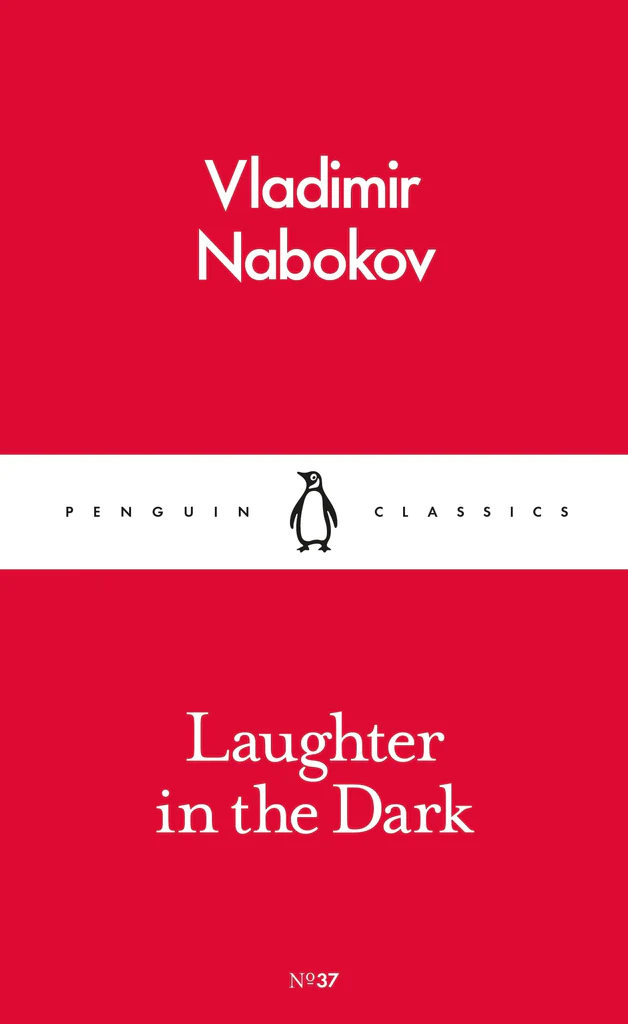 Vladimir
Nabokov
PENGUIN CLASSICS
Laughter
in the Dark
Nº37